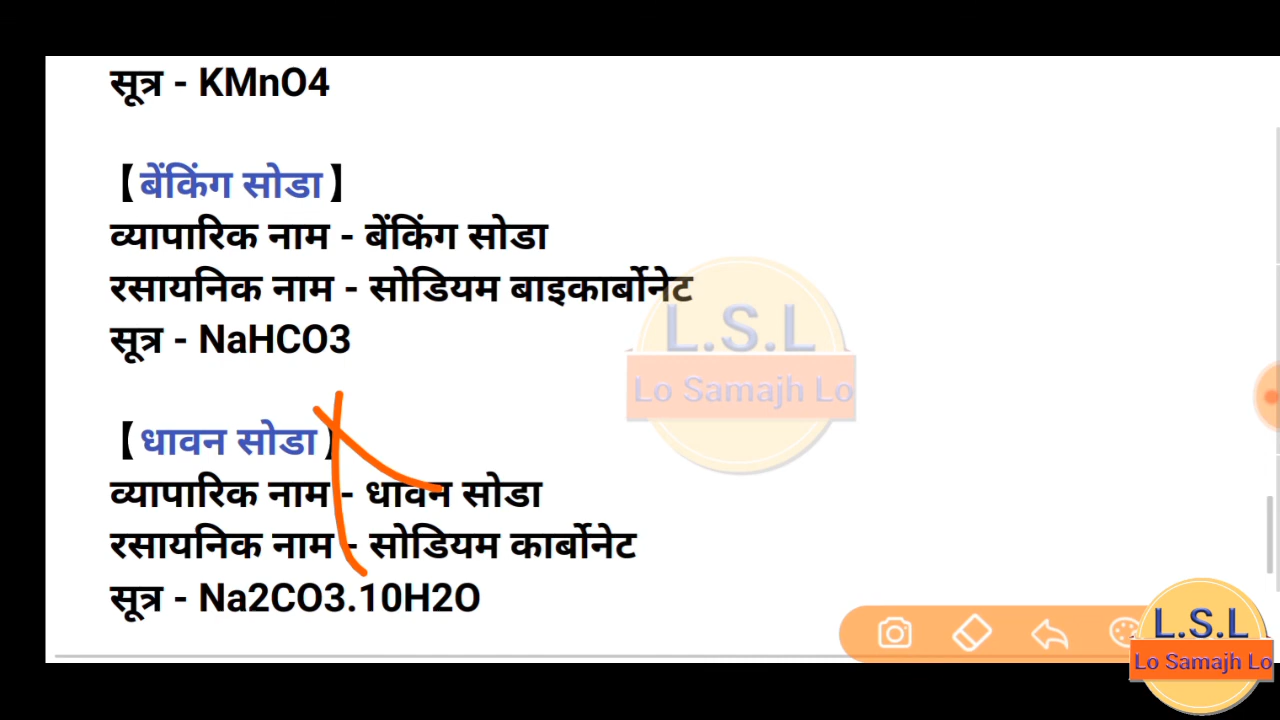 सूत्र - KMnO4
【बेंकिंग सोडा】
व्यापारिक नाम - बेंकिंग सोडा
रसायनिक नाम - सोडियम बाइकार्बोनेट
सूत्र - NaHCO3
L.S.L
Lo Samajh Lo
【धावन सोडा】
व्यापारिक नाम - धावन सोडा
रसायनिक नाम - सोडियम कार्बोनेट
सूत्र - Na2CO3.10H2O
L.S.L
Lo Samajh Lo